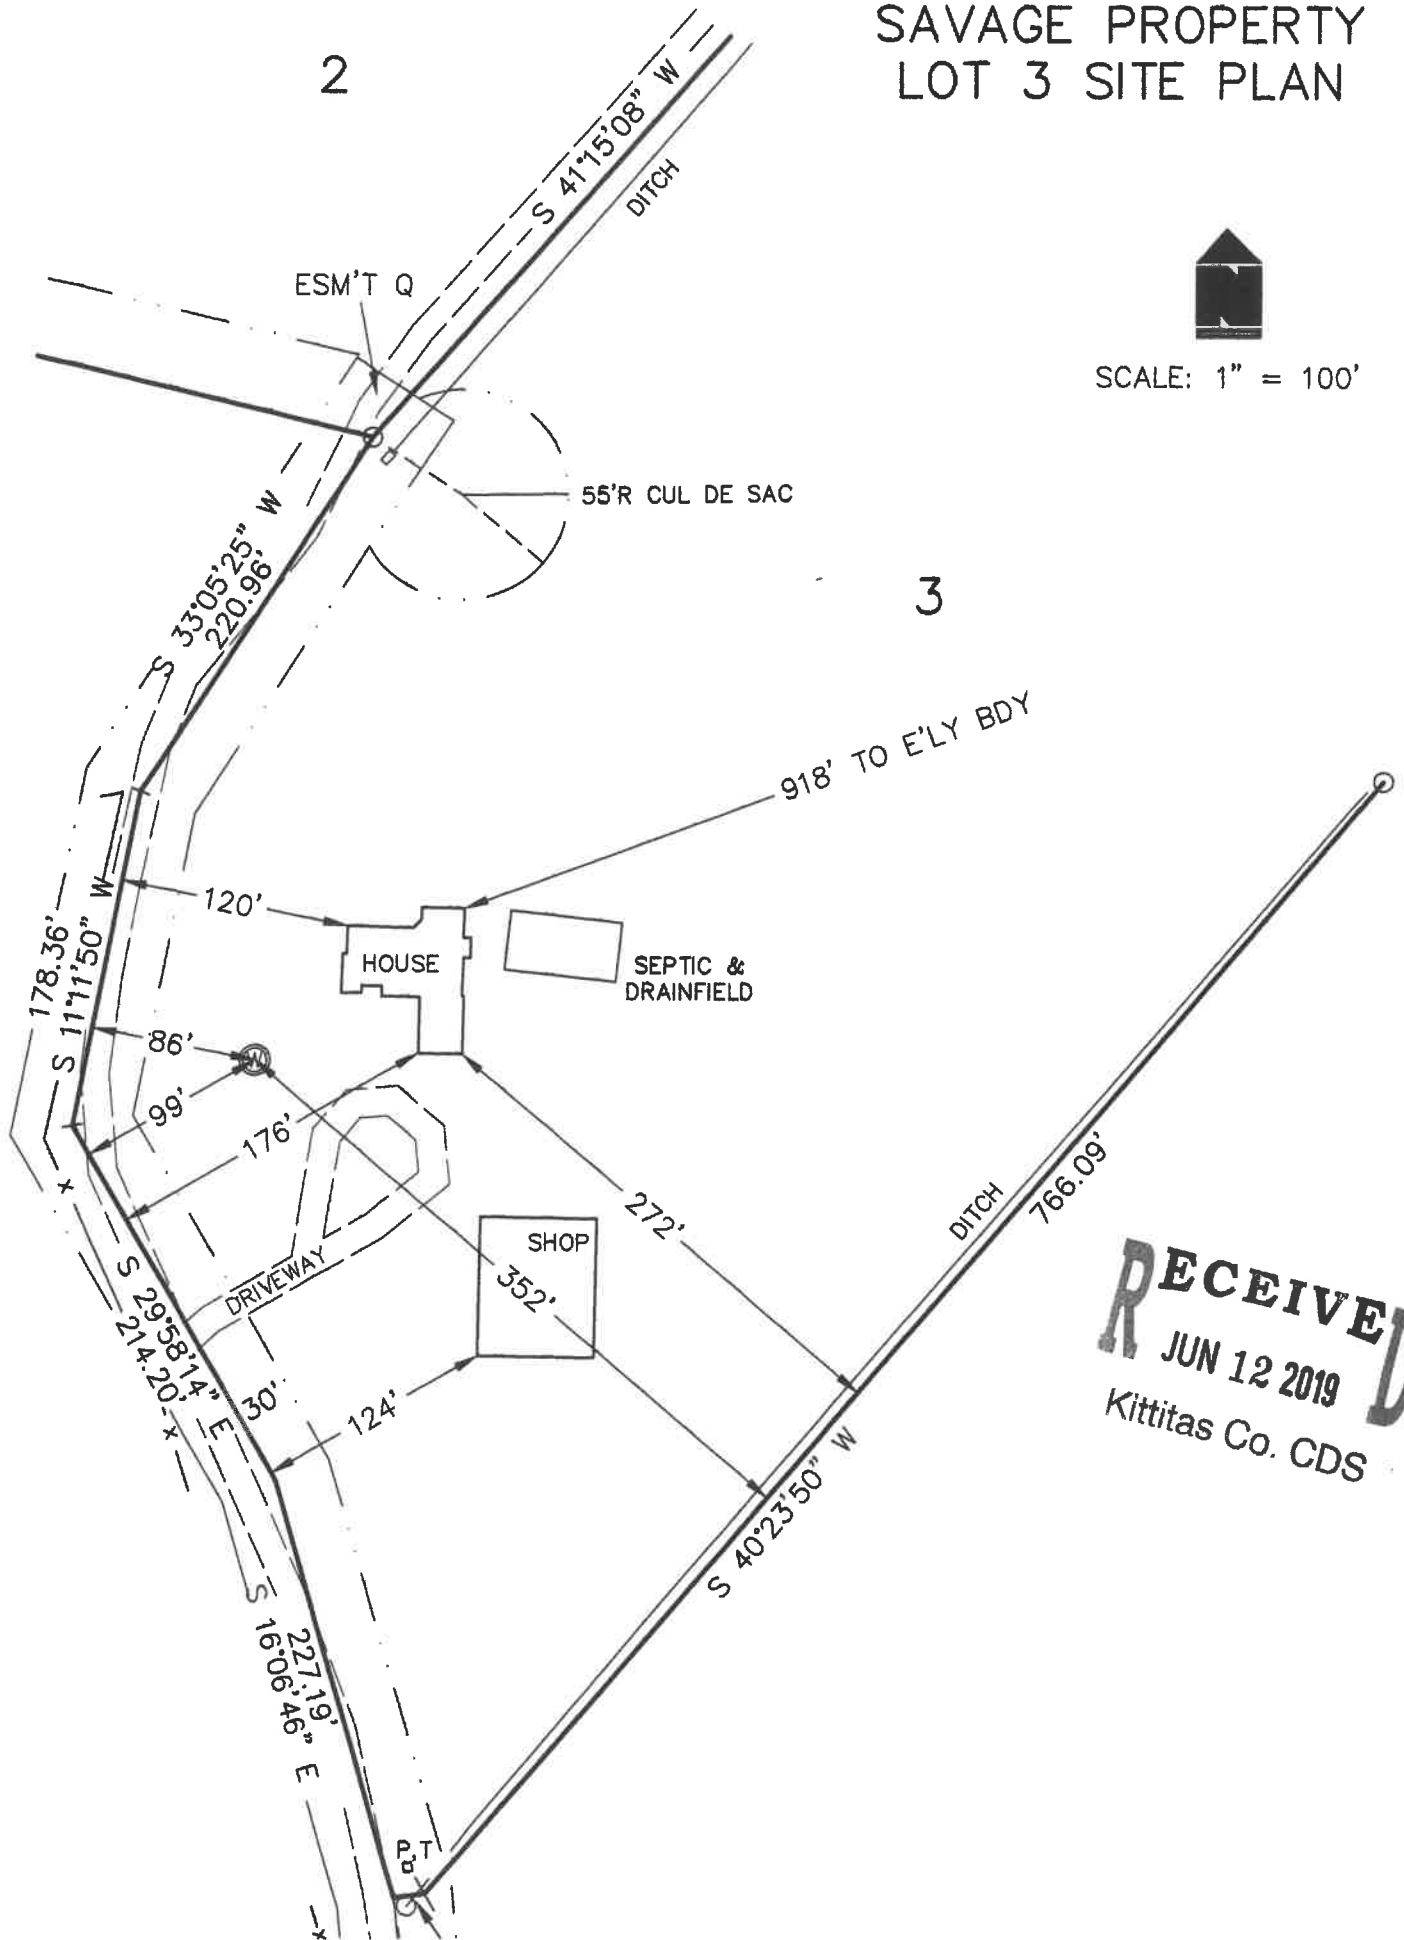 SAVAGE PROPERTY
LOT 3 SITE PLAN
2
S 41°15'08" W
DITCH
ESM'T Q
N
SCALE: 1" = 100'
55'R CUL DE SAC
S 33°05'25" W
220.96'
3
918' TO E'LY BDY
120'
HOUSE
SEPTIC &
DRAINFIELD
178.36'
S 11°11'50" W
86'
W
99'
176'
272'
DITCH
766.09'
SHOP
352'
DRIVEWAY
S 29°58'14" E
214.20'
30'
124'
x
x
S 40°23'50" W
RECEIVED
JUN 12 2019
Kittitas Co. CDS
227.19'
S 16°06'46" E
P T
x